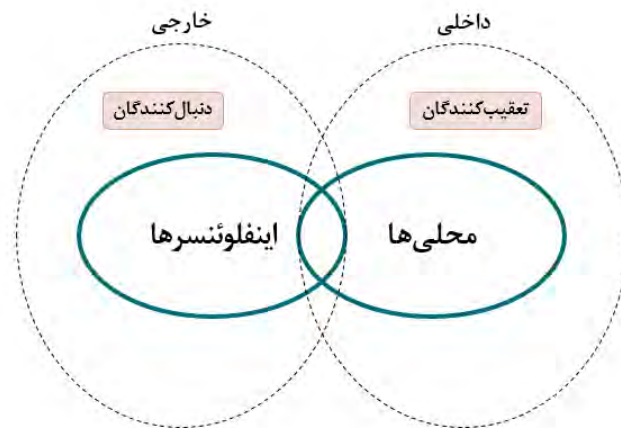 داخلی
خارجی
تعقیب‌کنندگان
دنبال‌کنندگان
محلی‌ها
اینفلوئنسرها